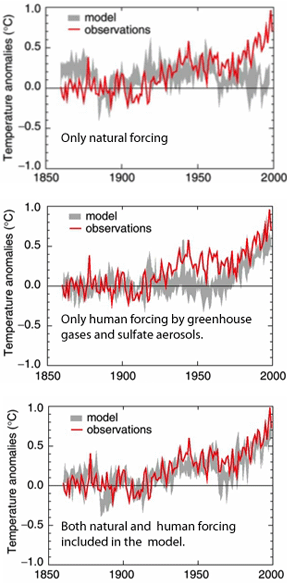 Temperature anomalies (°C)
1.0
0.5
0.0
−0.5
−1.0
model
observations
Only natural forcing
1850 1900 1950 2000
Temperature anomalies (°C)
1.0
0.5
0.0
−0.5
−1.0
model
observations
Only human forcing by greenhouse
gases and sulfate aerosols.
1850 1900 1950 2000
Temperature anomalies (°C)
1.0
0.5
0.0
−0.5
−1.0
model
observations
Both natural and human forcing
included in the model.
1850 1900 1950 2000